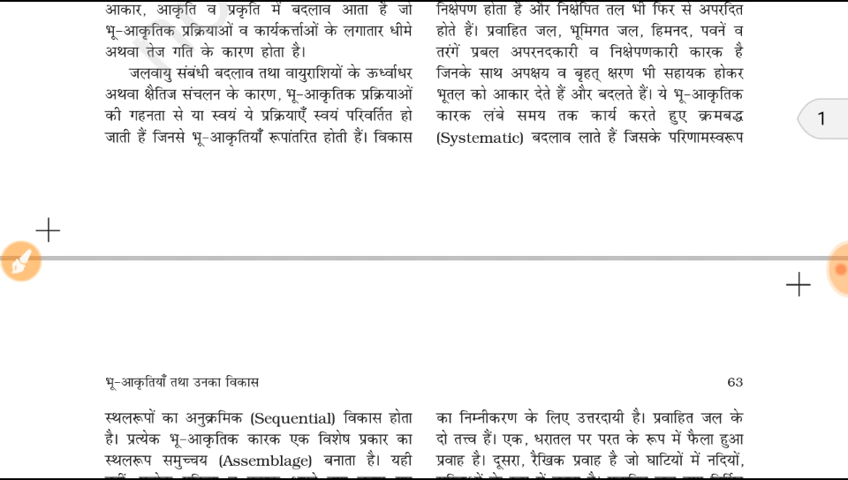 आकार, आकृति व प्रकृति में बदलाव आता है जो
भू-आकृतिक प्रक्रियाओं व कार्यकर्त्ताओं के लगातार धीमे
अथवा तेज गति के कारण होता है।
जलवायु संबंधी बदलाव तथा वायुराशियों के ऊर्ध्वाधर
अथवा क्षैतिज संचलन के कारण, भू-आकृतिक प्रक्रियाओं
की गहनता से या स्वयं ये प्रक्रियाएँ स्वयं परिवर्तित हो
जाती हैं जिनसे भू-आकृतियाँ रूपांतरित होती हैं। विकास
निक्षेपण होता है और निक्षेपित तल भी फिर से अपरदित
होते हैं। प्रवाहित जल, भूमिगत जल, हिमनद, पवनें व
तरंगें प्रबल अपरनदकारी व निक्षेपणकारी कारक है
जिनके साथ अपक्षय व बृहत् क्षरण भी सहायक होकर
भूतल को आकार देते हैं और बदलते हैं। ये भू-आकृतिक
कारक लंबे समय तक कार्य करते हुए क्रमबद्ध
(Systematic) बदलाव लाते हैं जिसके परिणामस्वरूप
1
भू-आकृतियाँ तथा उनका विकास
63
स्थलरूपों का अनुक्रमिक (Sequential) विकास होता
है। प्रत्येक भू-आकृतिक कारक एक विशेष प्रकार का
स्थलरूप समुच्चय (Assemblage) बनाता है। यही
का निम्नीकरण के लिए उत्तरदायी है। प्रवाहित जल के
दो तत्त्व हैं। एक, धरातल पर परत के रूप में फैला हुआ
प्रवाह है। दूसरा, रैखिक प्रवाह है जो घाटियों में नदियों,